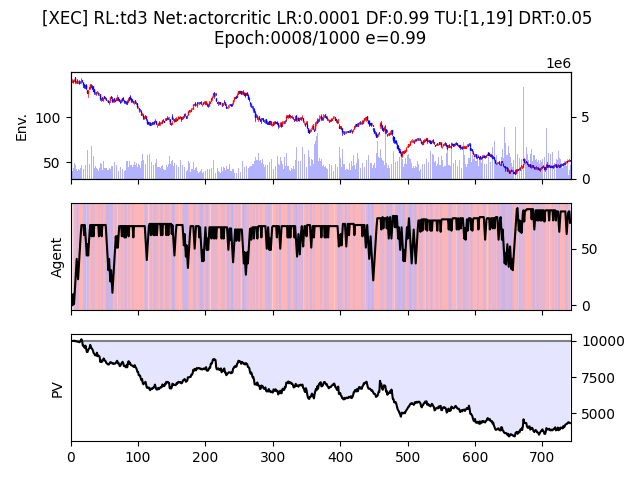 [XEC] RL:td3 Net:actorcritic LR:0.0001 DF:0.99 TU:[1,19] DRT:0.05
Epoch:0008/1000 e=0.99
1e6
Env.
100
50
5
0
Agent
50
0
PV
10000
7500
5000
0 100 200 300 400 500 600 700